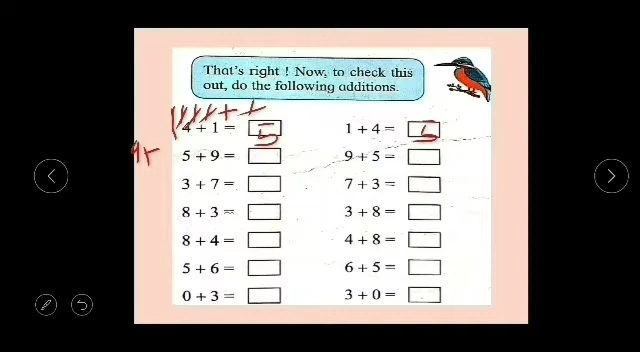 That's right ! Now, to check this
out, do the following additions.
4 + 1 = 5 1 + 4 = 5
5 + 9 = 9 + 5 =
3 + 7 = 7 + 3 =
8 + 3 = 3 + 8 =
8 + 4 = 4 + 8 =
5 + 6 = 6 + 5 =
0 + 3 = 3 + 0 =